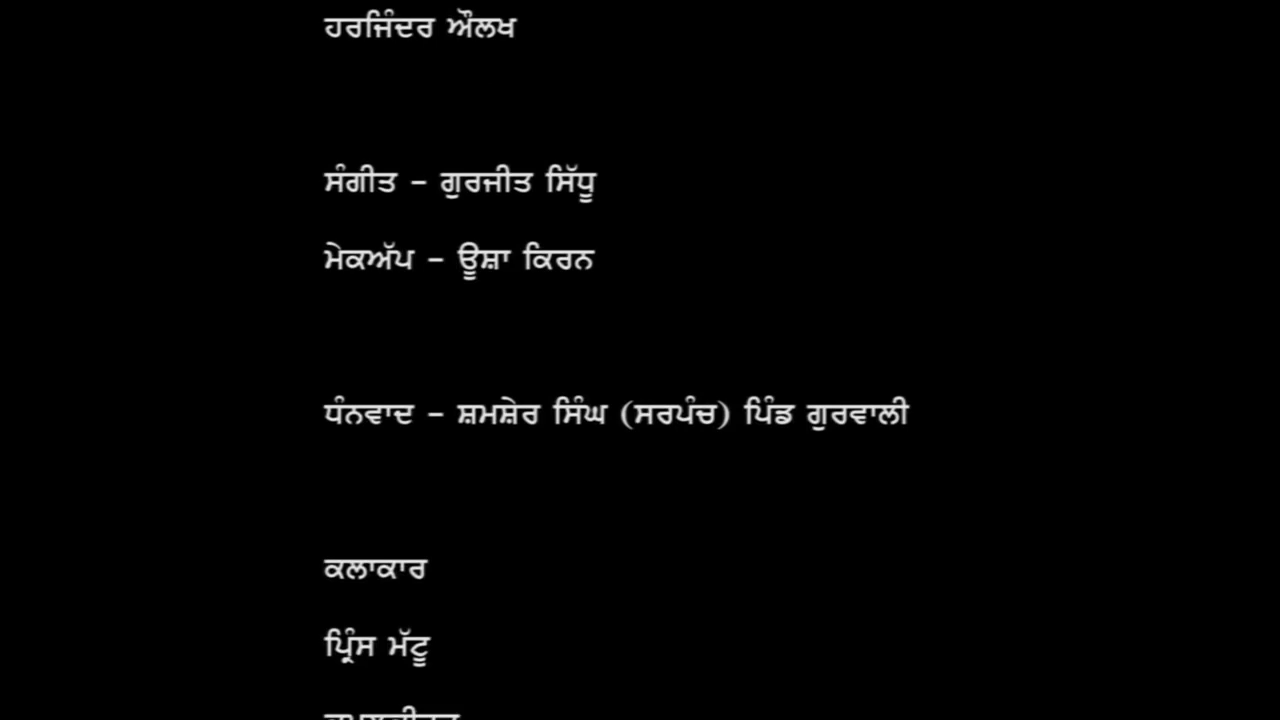 ਹਰਜਿੰਦਰ ਔਲਖ
ਸੰਗੀਤ - ਗੁਰਜੀਤ ਸਿੱਧੂ
ਮੇਕਅੱਪ - ਊਸ਼ਾ ਕਿਰਨ
ਧੰਨਵਾਦ - ਸ਼ਮਸ਼ੇਰ ਸਿੰਘ (ਸਰਪੰਚ) ਪਿੰਡ ਗੁਰਵਾਲੀ
ਕਲਾਕਾਰ
ਪ੍ਰਿੰਸ ਮੱਟੂ